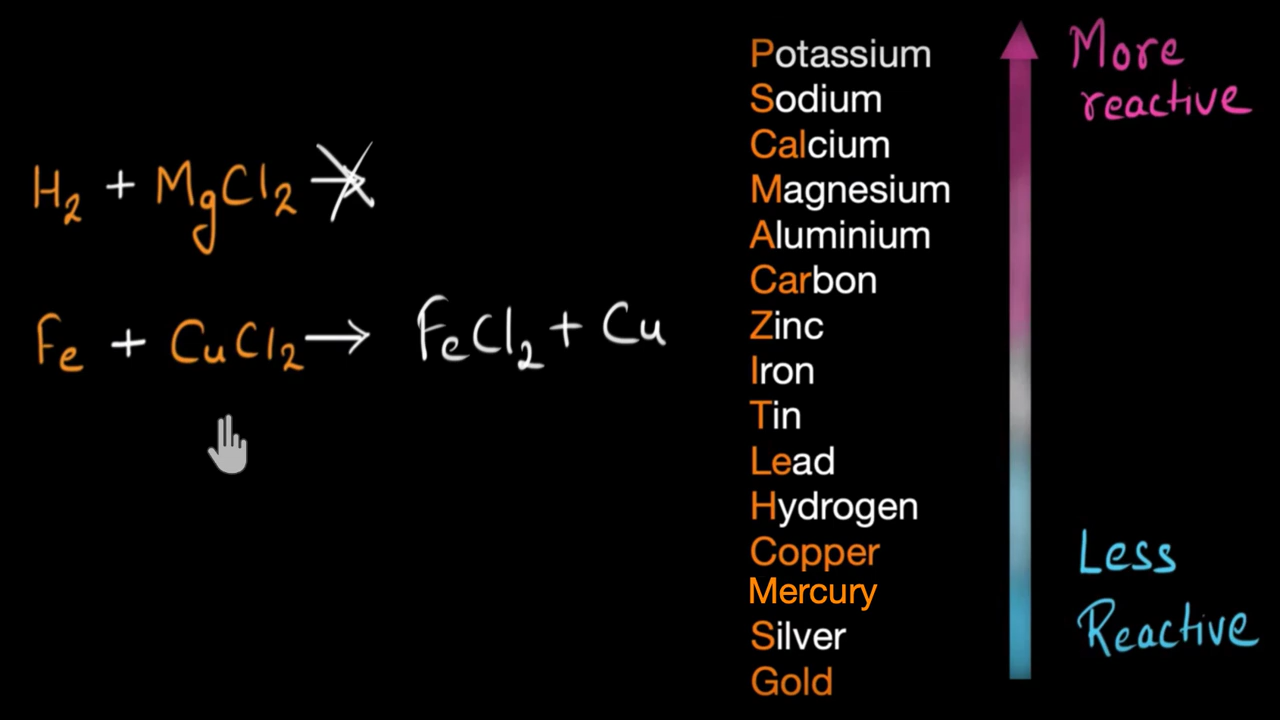 H₂ + MgCl₂ →
Fe + CuCl₂ → FeCl₂ + Cu
Potassium
Sodium
Calcium
Magnesium
Aluminium
Carbon
Zinc
Iron
Tin
Lead
Hydrogen
Copper
Mercury
Silver
Gold
More
reactive
Less
Reactive